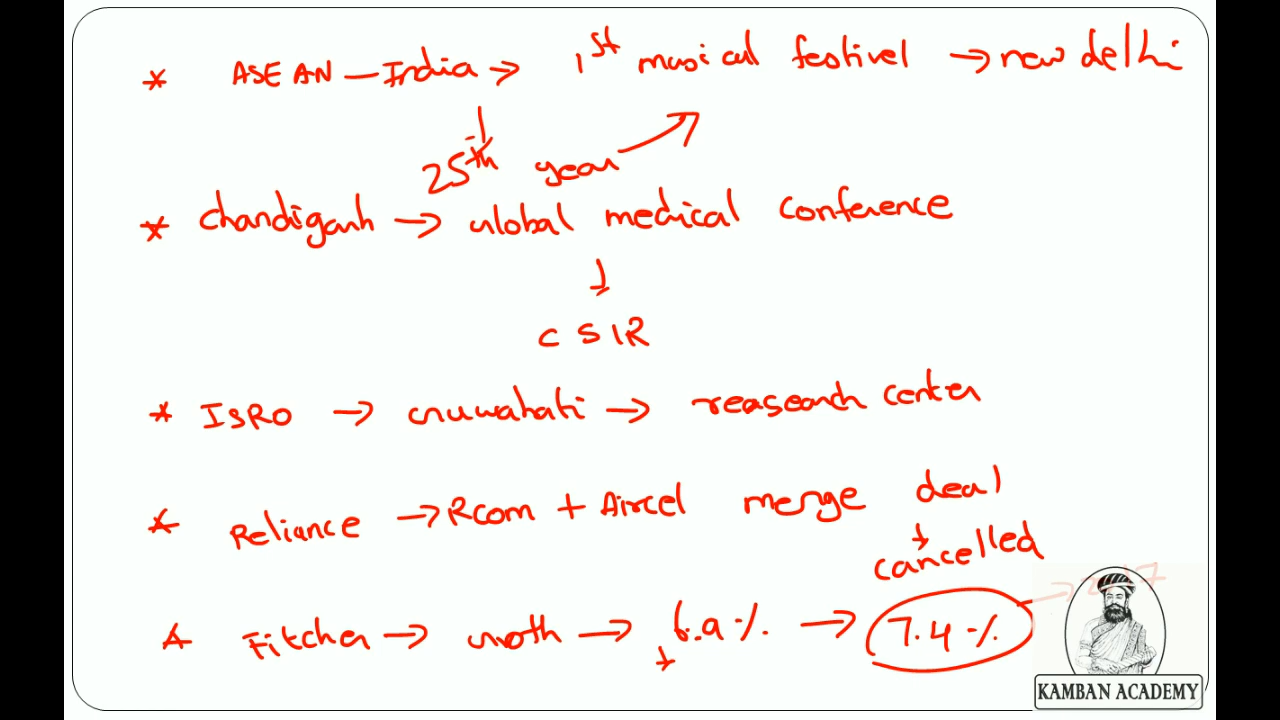 * ASEAN — India → 1st musical festivel → new delhi
25th year
* Chandigarh → Global medical conference
CSIR
* ISRO → Guwahati → reasearch center
* Reliance → Rcom + Aircel merge deal
cancelled
* Fitcher → Groth → 6.9% → 7.4%
KAMBAN ACADEMY